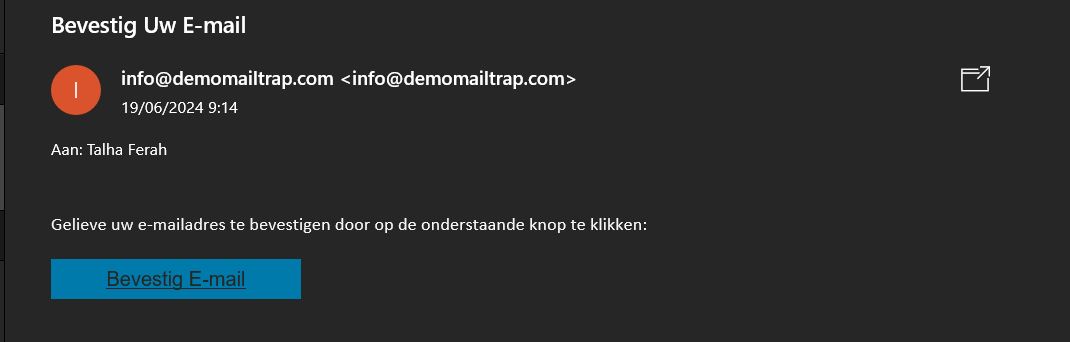 Bevestig Uw E-mail
I
info@demomailtrap.com <info@demomailtrap.com>
19/06/2024 9:14
Aan: Talha Ferah
Gelieve uw e-mailadres te bevestigen door op de onderstaande knop te klikken:
Bevestig E-mail